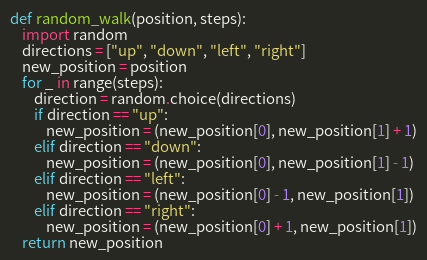 def random_walk(position, steps):
    import random
    directions = ["up", "down", "left", "right"]
    new_position = position
    for _ in range(steps):
        direction = random.choice(directions)
        if direction == "up":
            new_position = (new_position[0], new_position[1] + 1)
        elif direction == "down":
            new_position = (new_position[0], new_position[1] - 1)
        elif direction == "left":
            new_position = (new_position[0] - 1, new_position[1])
        elif direction == "right":
            new_position = (new_position[0] + 1, new_position[1])
    return new_position